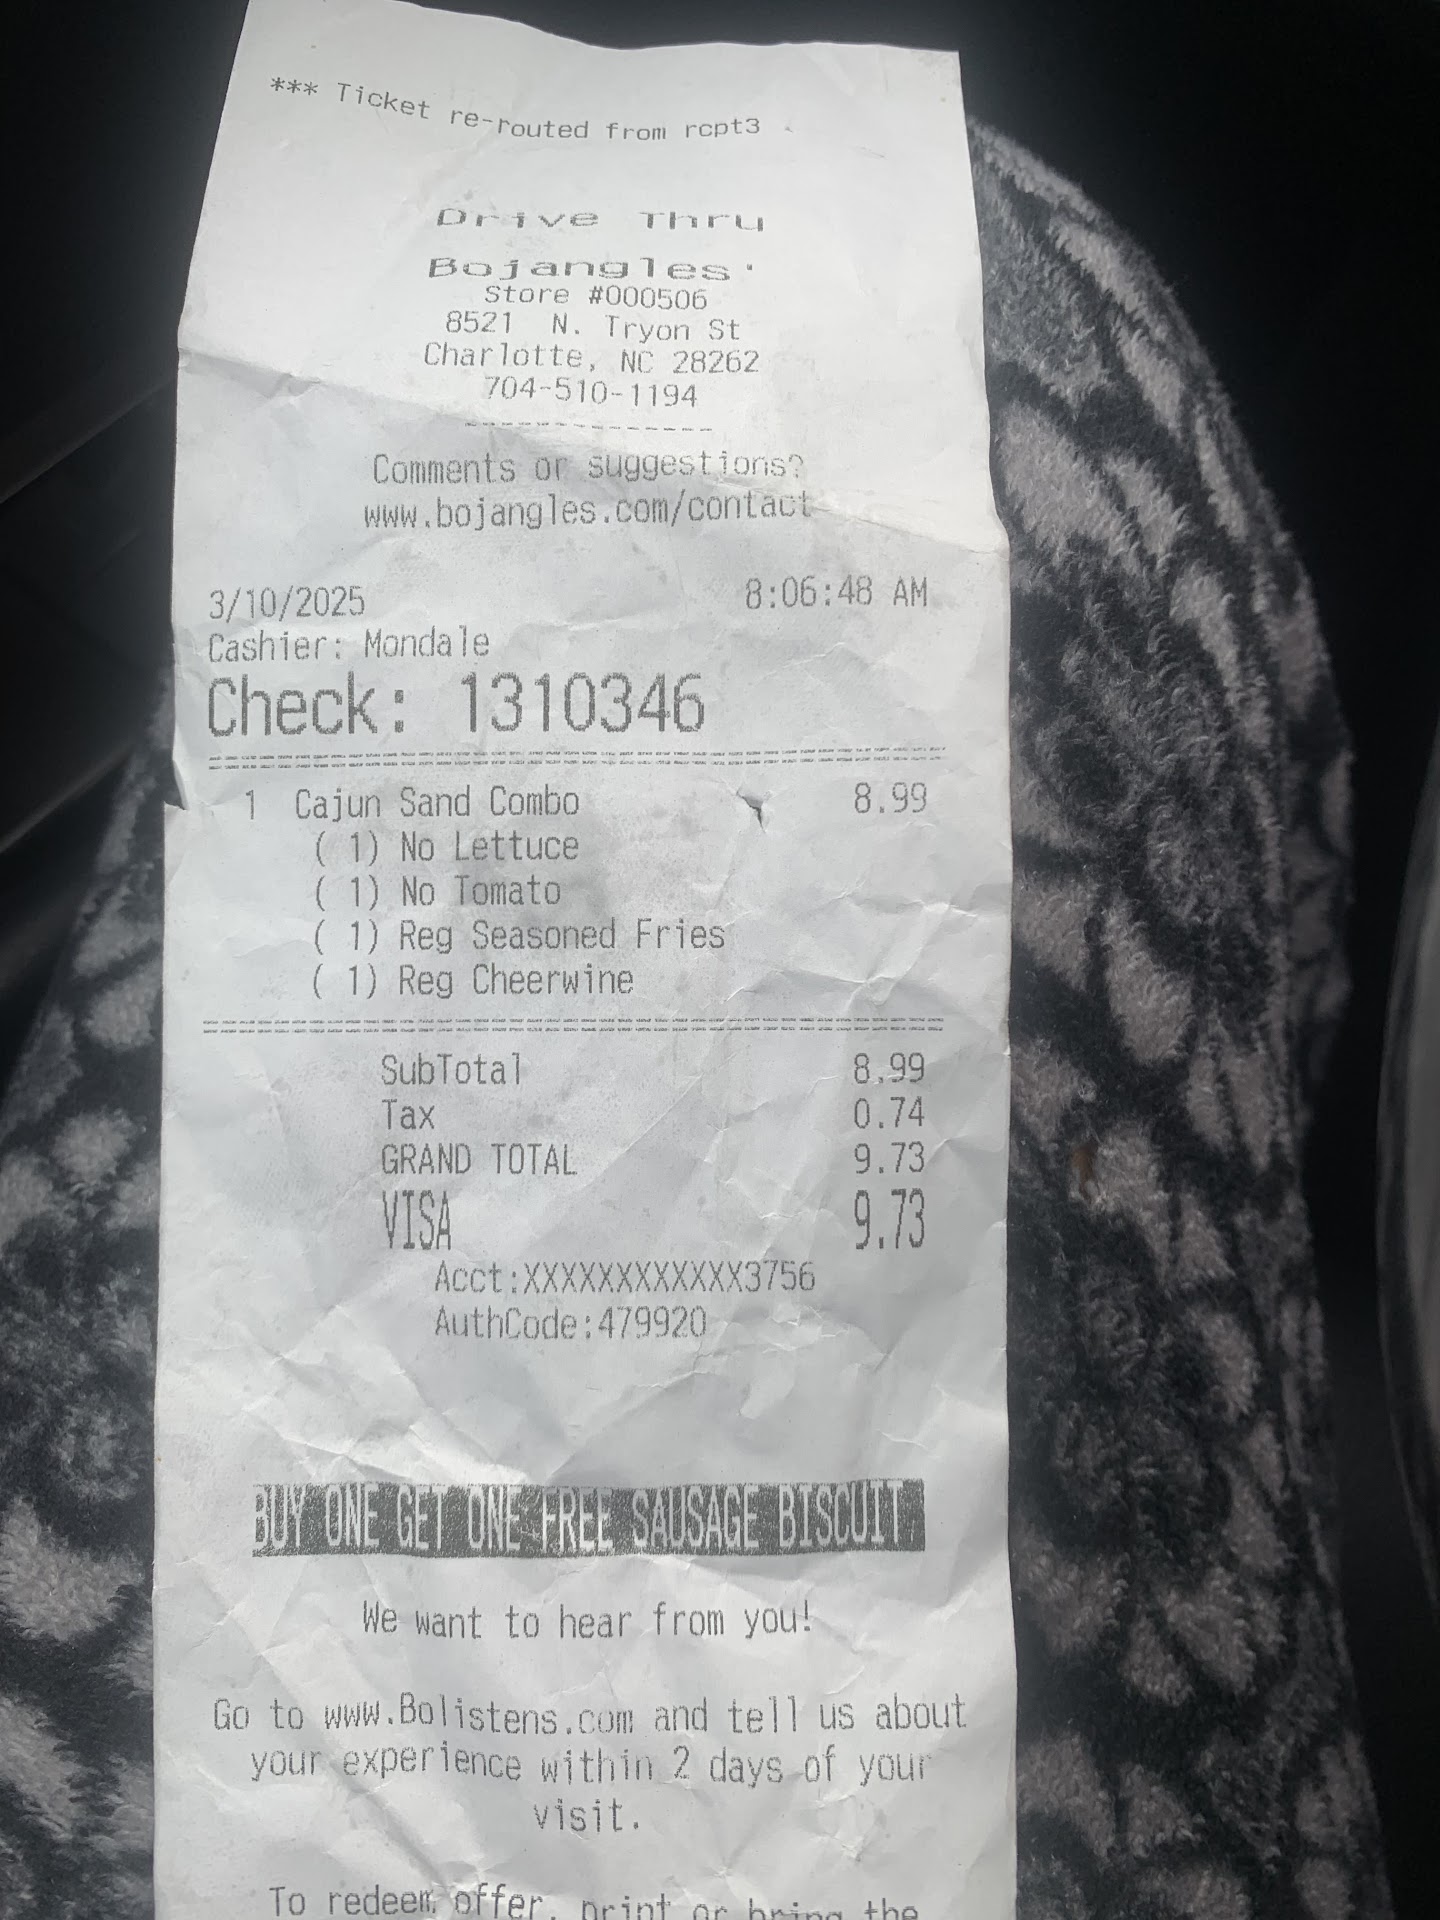 *** Ticket re-routed from rcpt3
Drive Thru
Bojangles'
Store #000506
8521 N. Tryon St
Charlotte, NC 28262
704-510-1194
--------------
Comments or suggestions?
www.bojangles.com/contact
3/10/2025 8:06:48 AM
Cashier: Mondale
Check: 1310346
1 Cajun Sand Combo 8.99
( 1) No Lettuce
( 1) No Tomato
( 1) Reg Seasoned Fries
( 1) Reg Cheerwine
SubTotal 8.99
Tax 0.74
GRAND TOTAL 9.73
VISA 9.73
Acct:XXXXXXXXXXXX3756
AuthCode:479920
BUY ONE GET ONE FREE SAUSAGE BISCUIT
We want to hear from you!
Go to www.Bolistens.com and tell us about
your experience within 2 days of your
visit.
To redeem offer, print or bring the